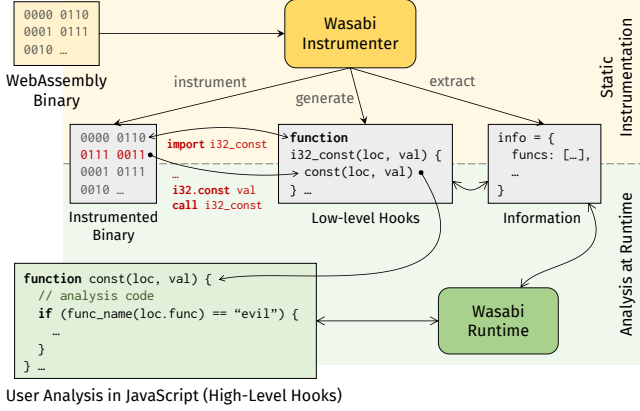 0000 0110
0001 0111
0010 …
WebAssembly
Binary
Wasabi
Instrumenter
Static
Instrumentation
instrument
generate
extract
0000 0110
0111 0011
0001 0111
0010 …
Instrumented
Binary
import i32_const
…
i32.const val
call i32_const
function
i32_const(loc, val) {
const(loc, val)
} …
Low-level Hooks
info = {
funcs: […],
…
}
Information
Analysis at Runtime
function const(loc, val) {
// analysis code
if (func_name(loc.func) == “evil”) {
…
}
} …
Wasabi
Runtime
User Analysis in JavaScript (High-Level Hooks)